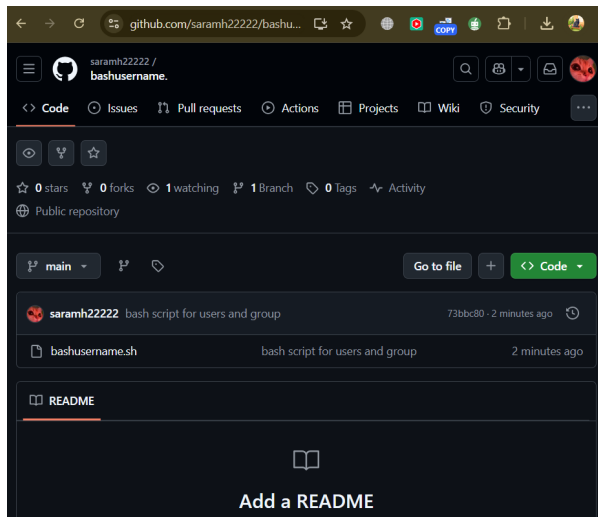 github.com/saramh22222/bashu...
COPY
saramh22222 /
bashusername.
Code Issues Pull requests Actions Projects Wiki Security
0 stars 0 forks 1 watching 1 Branch 0 Tags Activity
Public repository
main Go to file Code
saramh22222 bash script for users and group 73bbc80 · 2 minutes ago
bashusername.sh bash script for users and group 2 minutes ago
README
Add a README